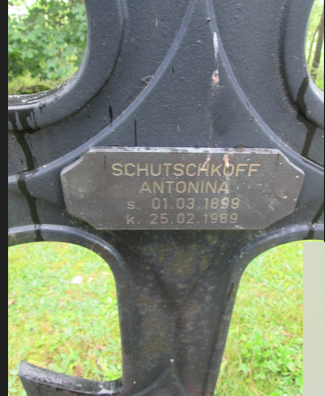 SCHUTSCHKOFF
ANTONINA
s. 01.03.1899
k. 25.02.1989